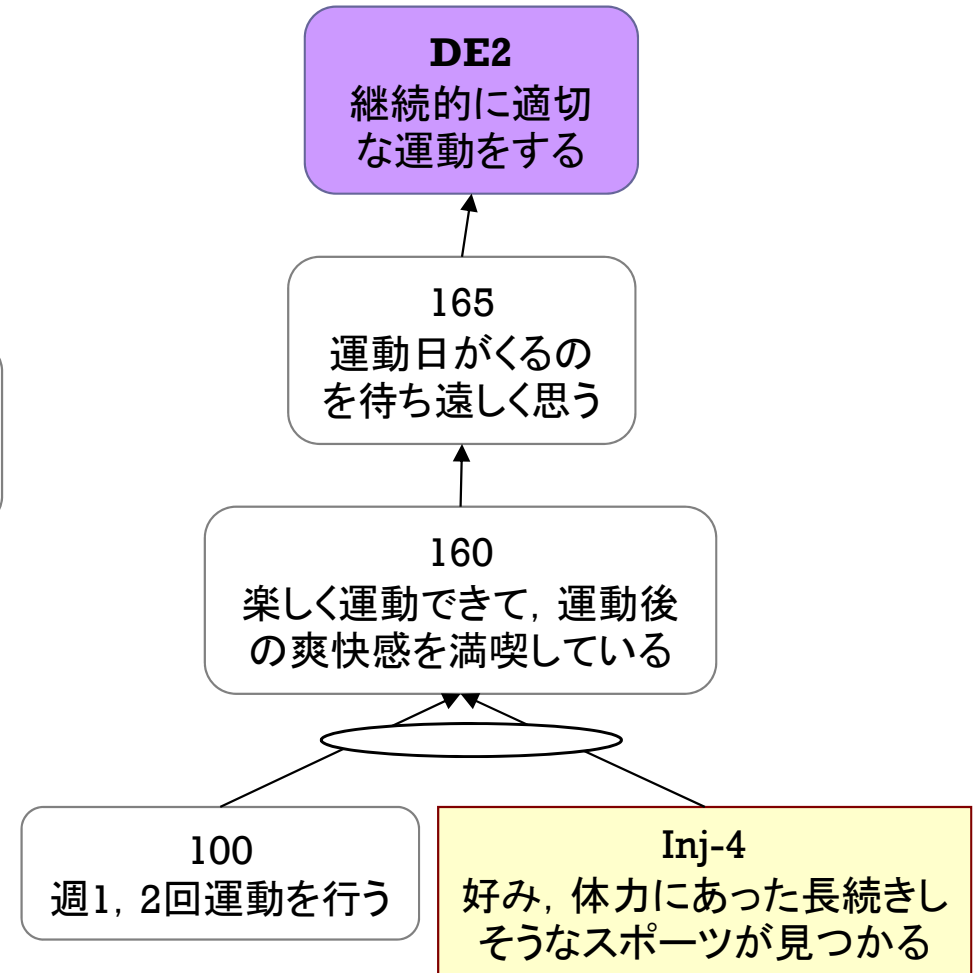 DE2
継続的に適切
な運動をする
165
運動日がくるの
を待ち遠しく思う
160
楽しく運動できて，運動後
の爽快感を満喫している
100
週1，2回運動を行う
Inj-4
好み，体力にあった長続きし
そうなスポーツが見つかる